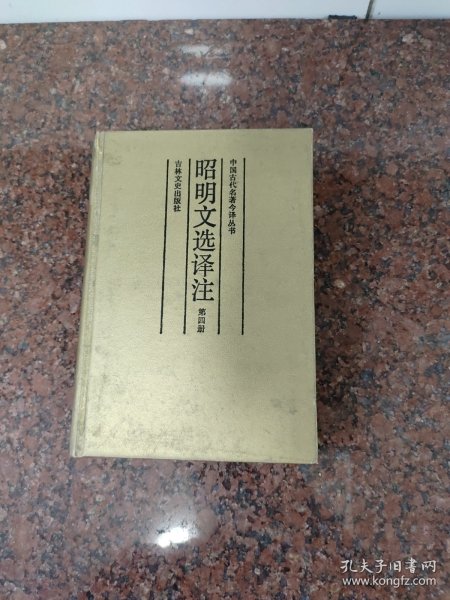 中国古代名著今译丛书
昭明文选译注
第四册
吉林文史出版社
孔夫子旧书网
www.kongfz.com